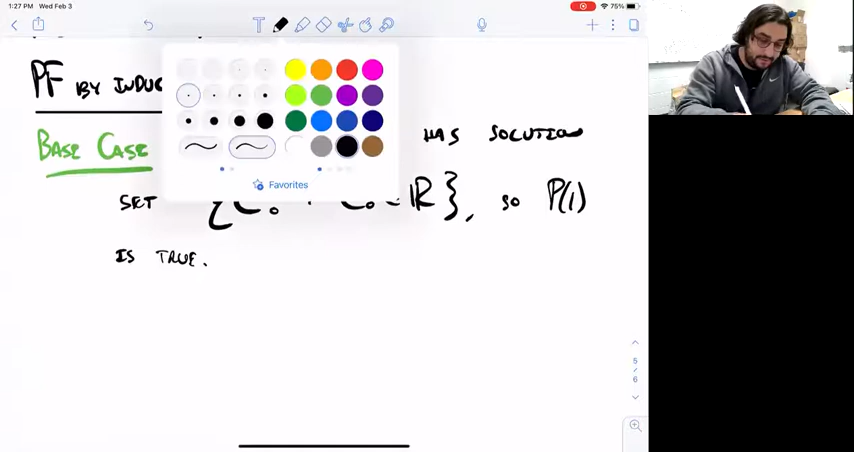 1:27 PM Wed Feb 3
75%
PF BY INDUC
BASE CASE HAS SOLUTION
Favorites
SET ∈ ℝ}, SO P(1)
IS TRUE.
5
/
6